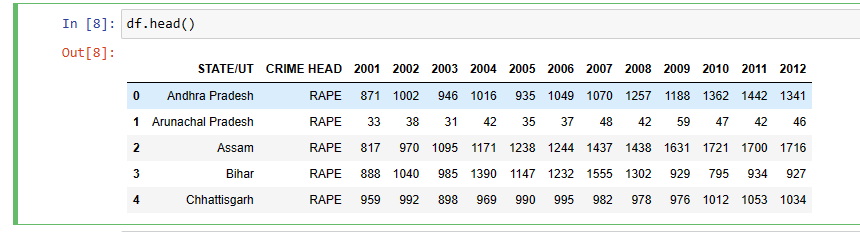 In [8]: df.head()
Out[8]:
STATE/UT CRIME HEAD 2001 2002 2003 2004 2005 2006 2007 2008 2009 2010 2011 2012
0 Andhra Pradesh RAPE 871 1002 946 1016 935 1049 1070 1257 1188 1362 1442 1341
1 Arunachal Pradesh RAPE 33 38 31 42 35 37 48 42 59 47 42 46
2 Assam RAPE 817 970 1095 1171 1238 1244 1437 1438 1631 1721 1700 1716
3 Bihar RAPE 888 1040 985 1390 1147 1232 1555 1302 929 795 934 927
4 Chhattisgarh RAPE 959 992 898 969 990 995 982 978 976 1012 1053 1034